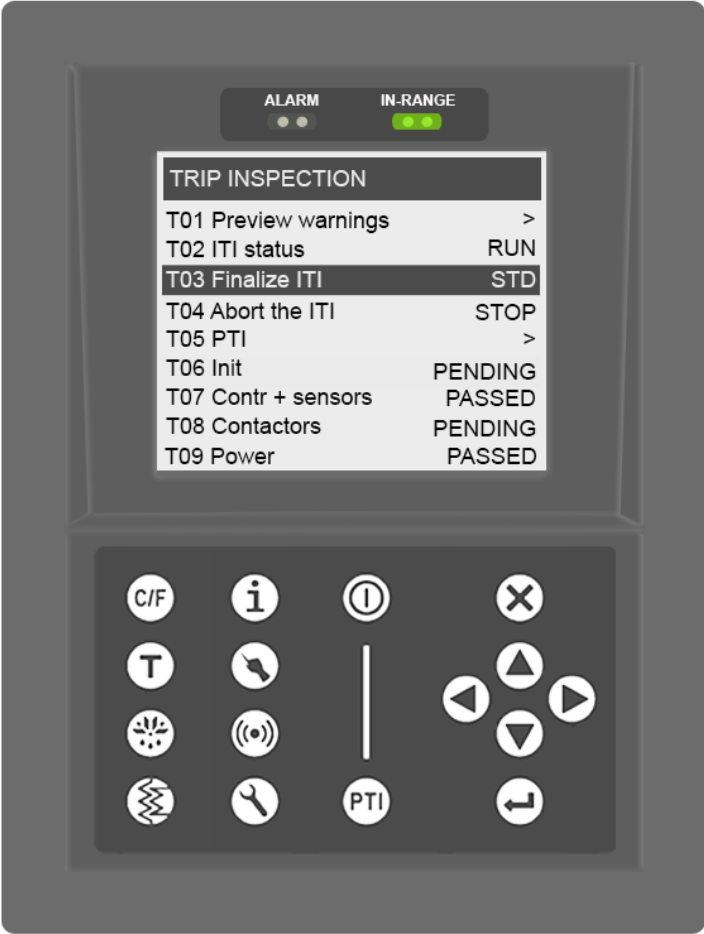 ALARM IN-RANGE
TRIP INSPECTION
T01 Preview warnings >
T02 ITI status RUN
T03 Finalize ITI STD
T04 Abort the ITI STOP
T05 PTI >
T06 Init PENDING
T07 Contr + sensors PASSED
T08 Contactors PENDING
T09 Power PASSED
C/F i
T
PTI